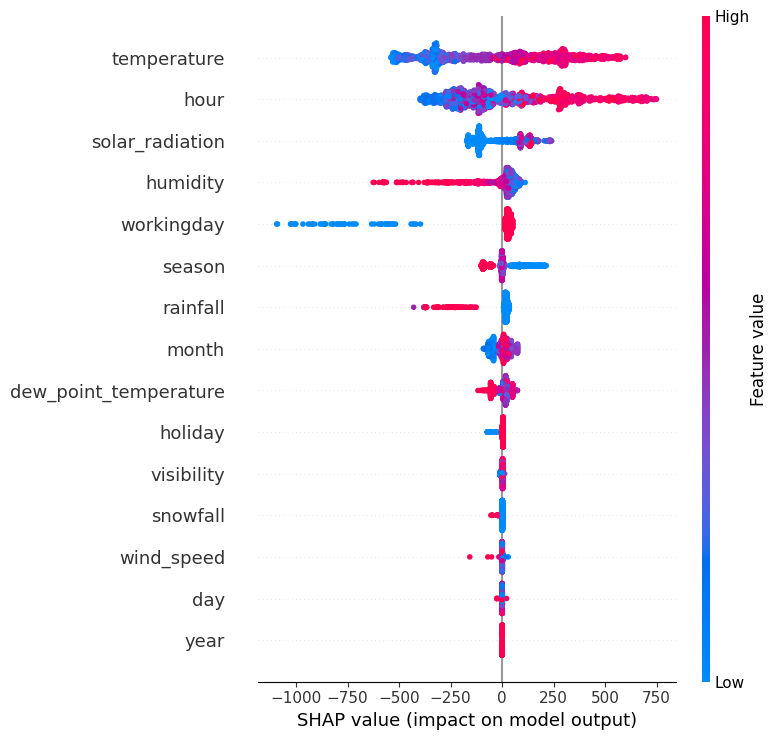 High
temperature
hour
solar_radiation
humidity
workingday
season
rainfall
month
dew_point_temperature
holiday
visibility
snowfall
wind_speed
day
year
Feature value
Low
−1000 −750 −500 −250 0 250 500 750
SHAP value (impact on model output)